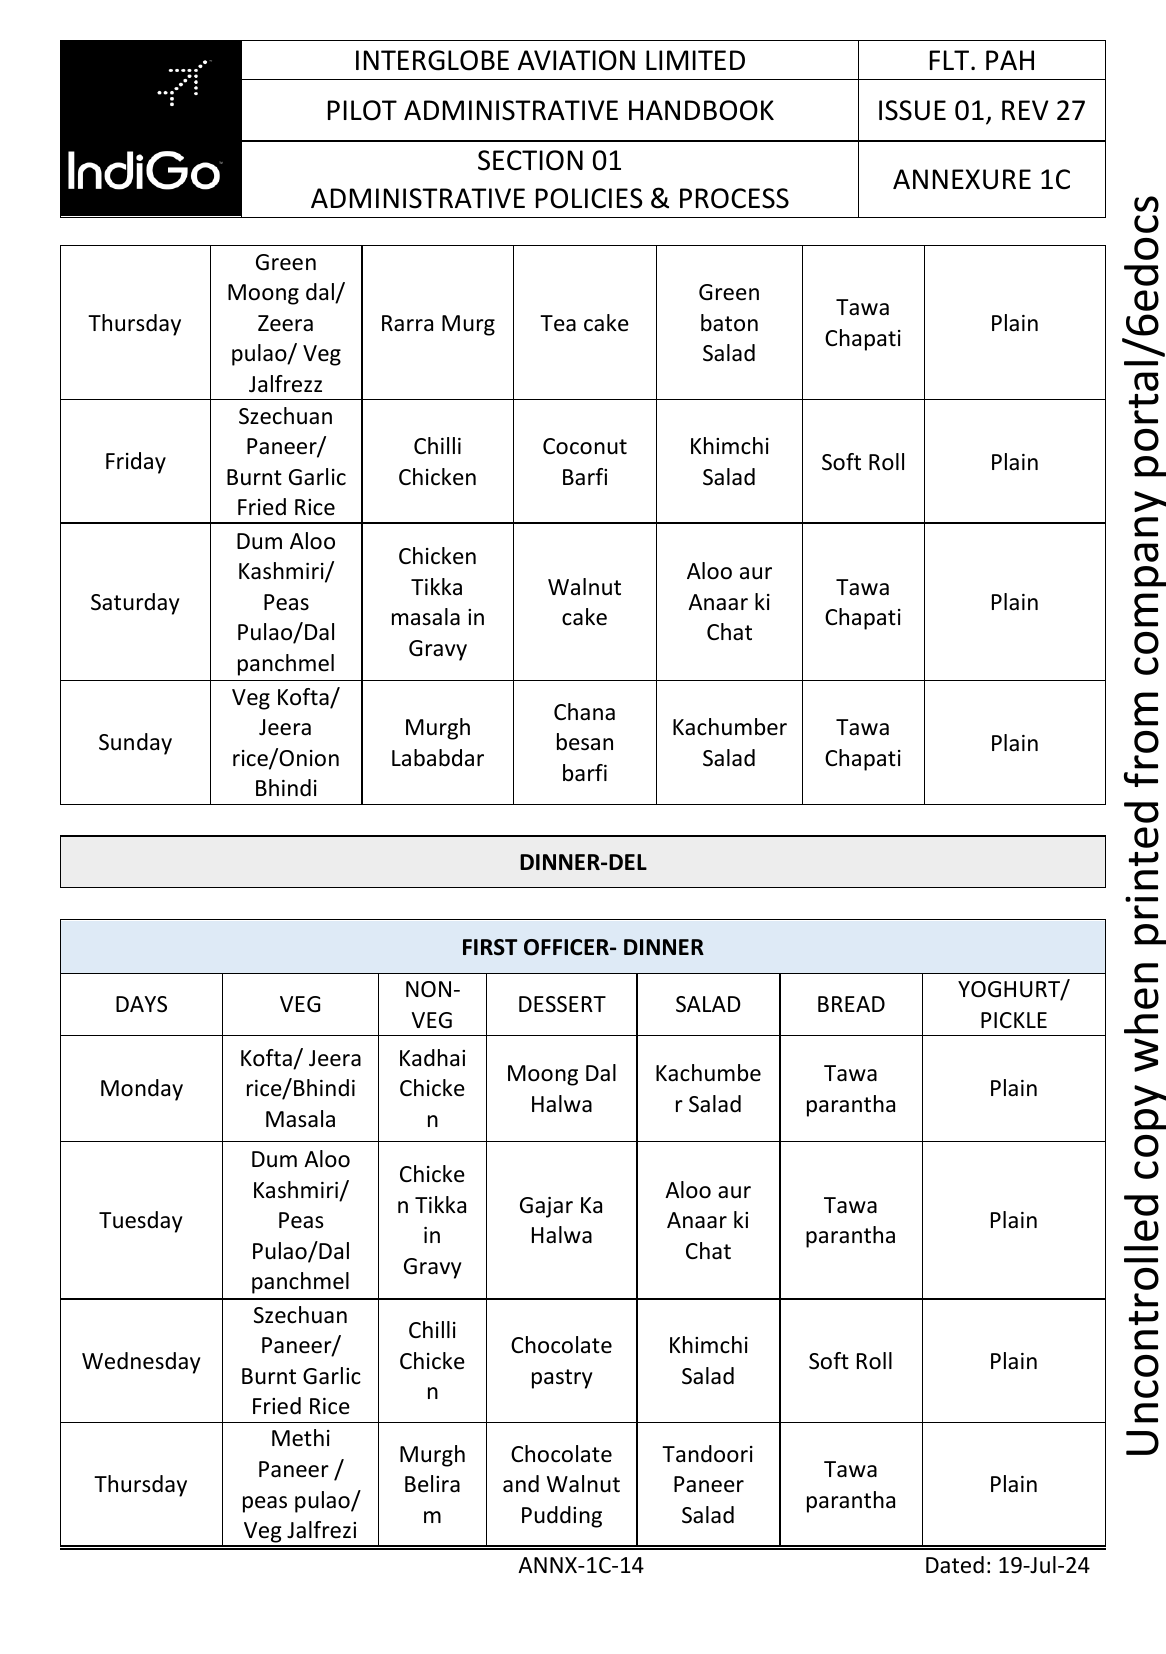 IndiGo
INTERGLOBE AVIATION LIMITED
FLT. PAH
PILOT ADMINISTRATIVE HANDBOOK
ISSUE 01, REV 27
SECTION 01
ADMINISTRATIVE POLICIES & PROCESS
ANNEXURE 1C
Thursday
Green
Moong dal/
Zeera
pulao/ Veg
Jalfrezz
Rarra Murg
Tea cake
Green
baton
Salad
Tawa
Chapati
Plain
Friday
Szechuan
Paneer/
Burnt Garlic
Fried Rice
Chilli
Chicken
Coconut
Barfi
Khimchi
Salad
Soft Roll
Plain
Saturday
Dum Aloo
Kashmiri/
Peas
Pulao/Dal
panchmel
Chicken
Tikka
masala in
Gravy
Walnut
cake
Aloo aur
Anaar ki
Chat
Tawa
Chapati
Plain
Sunday
Veg Kofta/
Jeera
rice/Onion
Bhindi
Murgh
Lababdar
Chana
besan
barfi
Kachumber
Salad
Tawa
Chapati
Plain
DINNER-DEL
FIRST OFFICER- DINNER
DAYS
VEG
NON-
VEG
DESSERT
SALAD
BREAD
YOGHURT/
PICKLE
Monday
Kofta/ Jeera
rice/Bhindi
Masala
Kadhai
Chicke
n
Moong Dal
Halwa
Kachumbe
r Salad
Tawa
parantha
Plain
Tuesday
Dum Aloo
Kashmiri/
Peas
Pulao/Dal
panchmel
Chicke
n Tikka
in
Gravy
Gajar Ka
Halwa
Aloo aur
Anaar ki
Chat
Tawa
parantha
Plain
Wednesday
Szechuan
Paneer/
Burnt Garlic
Fried Rice
Chilli
Chicke
n
Chocolate
pastry
Khimchi
Salad
Soft Roll
Plain
Thursday
Methi
Paneer /
peas pulao/
Veg Jalfrezi
Murgh
Belira
m
Chocolate
and Walnut
Pudding
Tandoori
Paneer
Salad
Tawa
parantha
Plain
ANNX-1C-14
Dated: 19-Jul-24
Uncontrolled copy when printed from company portal/6edocs